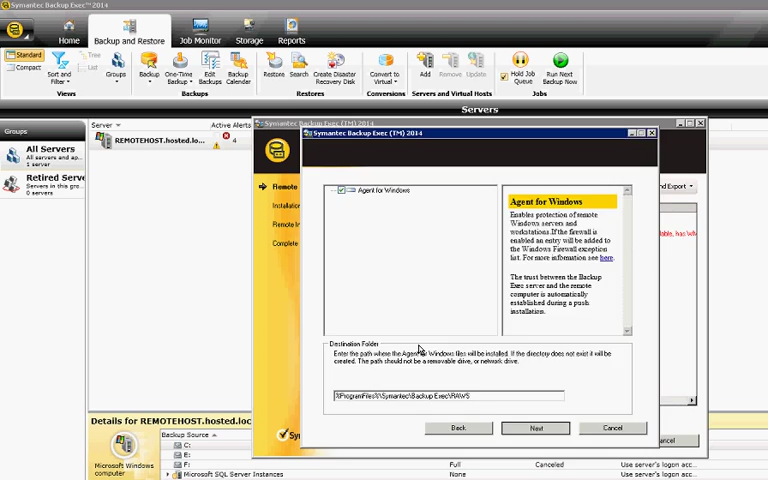 Symantec Backup Exec™ 2014
Home
Backup and Restore
Job Monitor
Storage
Reports
Standard
Compact
Sort and Filter
Tree
List
Views
Groups
Backup
One-Time Backup
Edit Backups
Backup Calendar
Backups
Restore
Search
Create Disaster Recovery Disk
Restores
Convert to Virtual
Conversions
Add
Remove
Update
Servers and Virtual Hosts
Hold Job Queue
Run Next Backup Now
Jobs
Servers
Groups
All Servers
All servers and ap...
1 server
Retired Serve
Servers in this gro
0 servers
Server
Active Alerts
REMOTEHOST.hosted.lo...
4
Symantec Backup Exec (TM) 2014
Symantec Backup Exec (TM) 2014
Remote
Installation
Remote In
Complete
Sy
Agent for Windows
Agent for Windows
Enables protection of remote
Windows servers and
workstations.If the firewall is
enabled an entry will be added to
the Windows Firewall exception
list. For more information see here.
The trust between the Backup
Exec server and the remote
computer is automatically
established during a push
installation.
Destination Folder
Enter the path where the Agent for Windows files will be installed. If the directory does not exist it will be
created. The path should not be a removable drive, or network drive.
%ProgramFiles%\Symantec\Backup Exec\RAWS
Back
Next
Cancel
nd Export
able, has WM
ancel
Details for REMOTEHOST.hosted.loc
Microsoft Windows
computer
Backup Source
C:
E:
F:
Full
Canceled
Use server's logon acc...
Microsoft SQL Server Instances
Use server's logon acc...